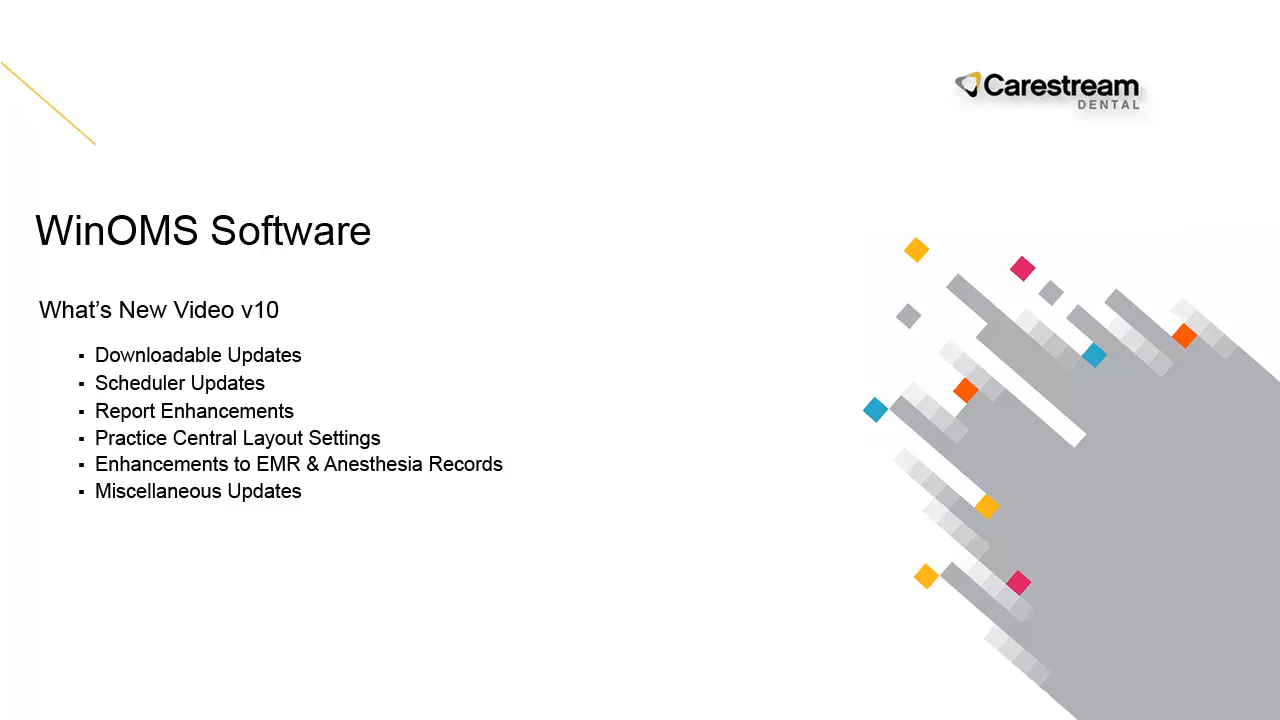 Carestream
DENTAL
WinOMS Software
What's New Video v10
▪ Downloadable Updates
▪ Scheduler Updates
▪ Report Enhancements
▪ Practice Central Layout Settings
▪ Enhancements to EMR & Anesthesia Records
▪ Miscellaneous Updates